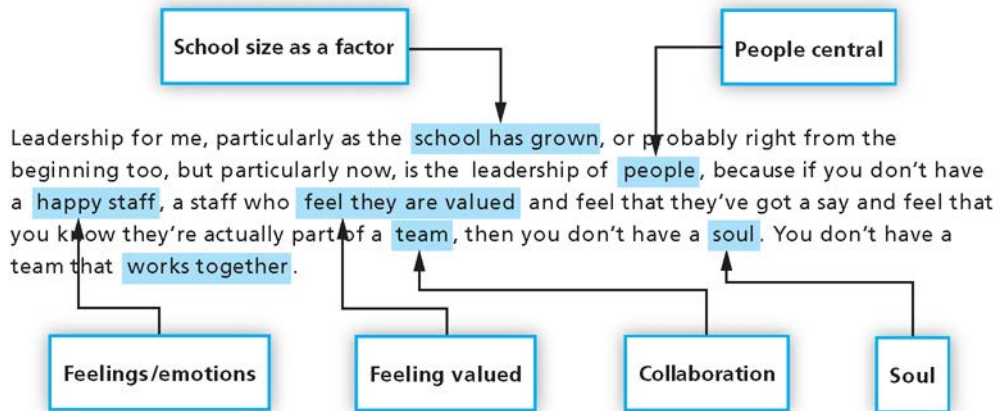 School size as a factor
People central
Leadership for me, particularly as the school has grown, or probably right from the
beginning too, but particularly now, is the leadership of people, because if you don't have
a happy staff, a staff who feel they are valued and feel that they've got a say and feel that
you know they're actually part of a team, then you don't have a soul. You don't have a
team that works together.
Feelings/emotions
Feeling valued
Collaboration
Soul